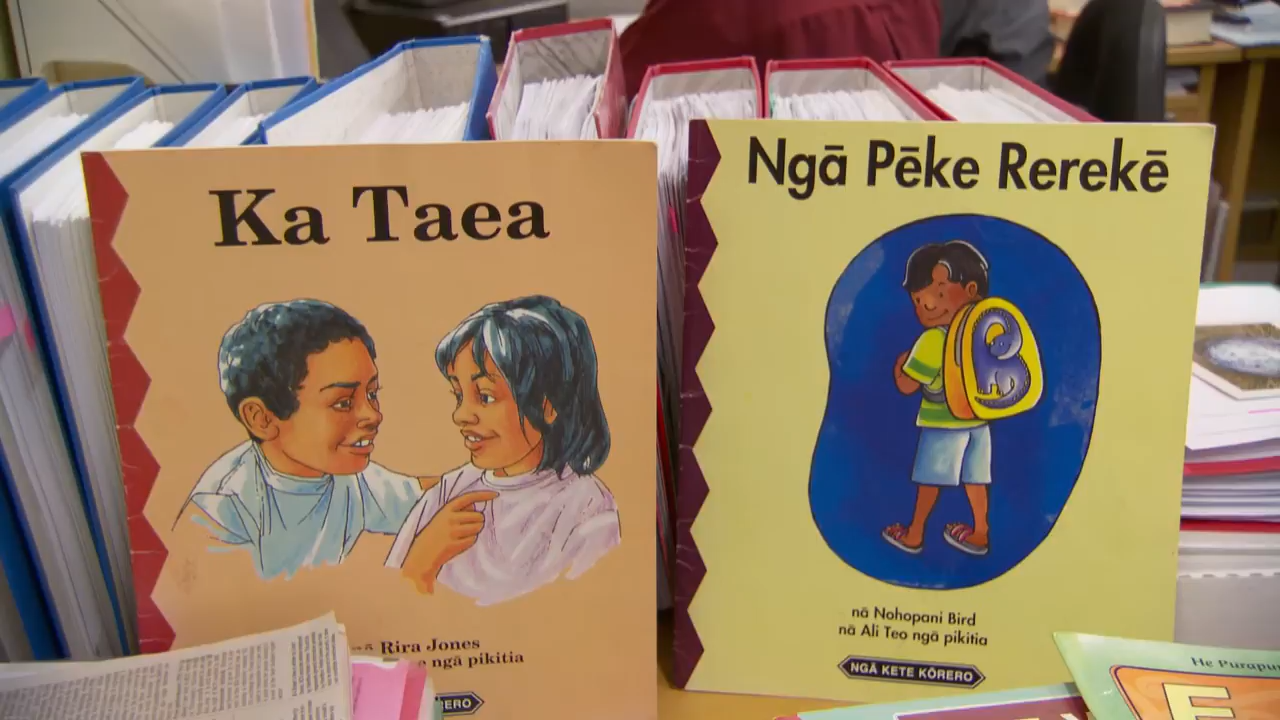 Ka Taea
Rira Jones
ngā pikitia
Ngā Pēke Rerekē
nā Nohopani Bird
nā Ali Teo ngā pikitia
NGĀ KETE KŌRERO
He